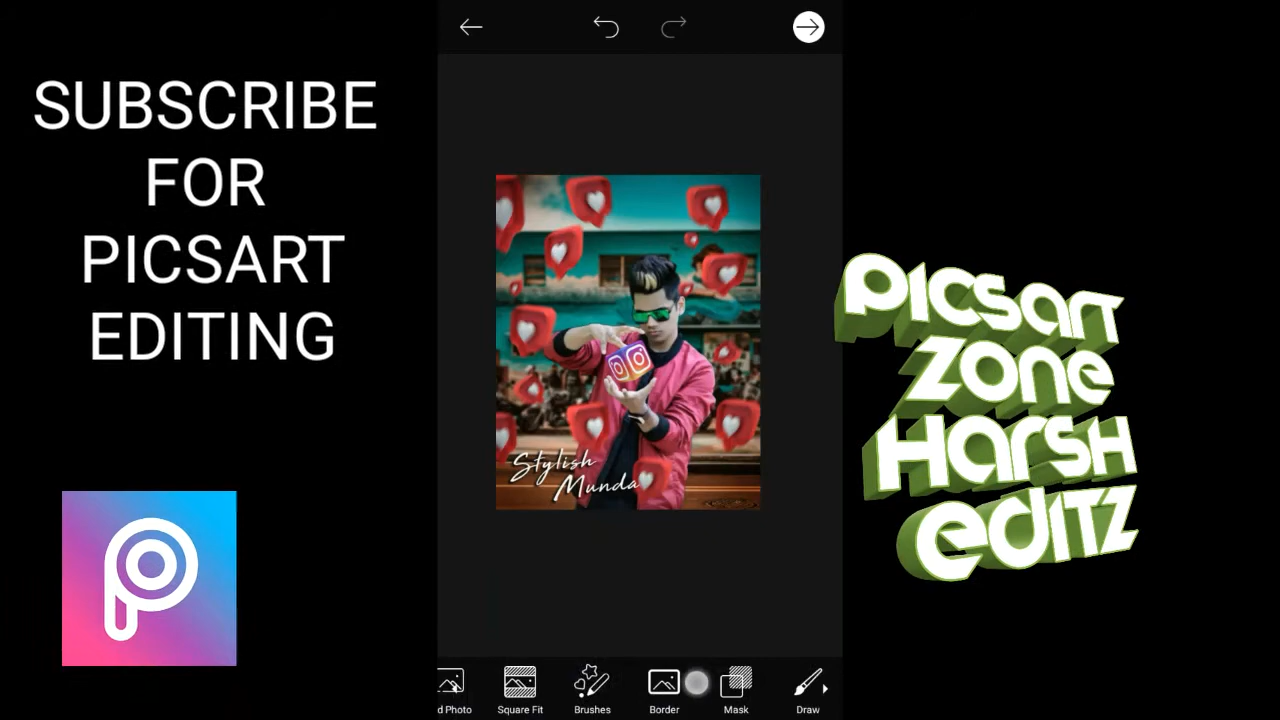 SUBSCRIBE
FOR
PICSART
EDITING
Stylish
Munda
PICSART
ZONE
HARSH
EDITZ
d Photo
Square Fit
Brushes
Border
Mask
Draw